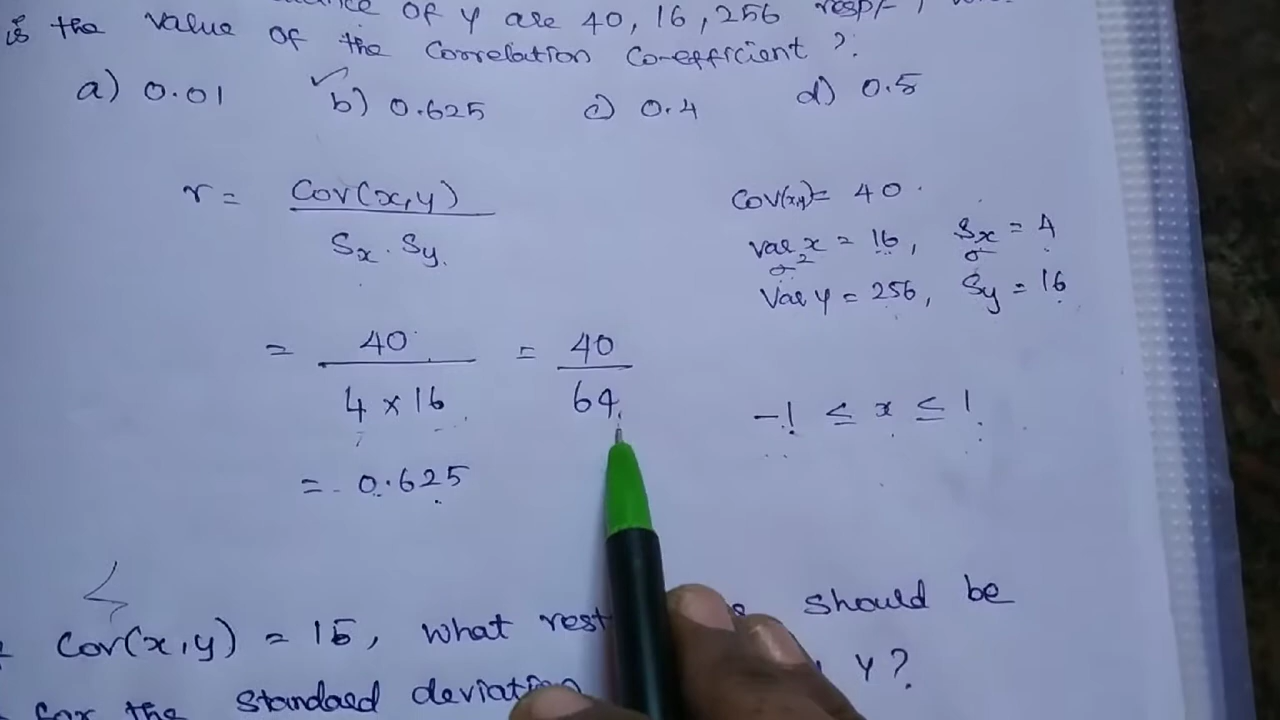 of y are 40, 16, 256 resp/-,
is the value of the Correlation Co-efficient ?
a) 0.01 b) 0.625 c) 0.4 d) 0.5
r = Cov(x,y) / Sx . Sy
Cov(x,y) = 40
var x = 16, Sx = 4
σ² σ
Var y = 256, Sy = 16
= 40 / 4 × 16 = 40 / 64
-1 ≤ x ≤ 1
= 0.625
Cov(x,y) = 15, what should be
for the standard deviation y?